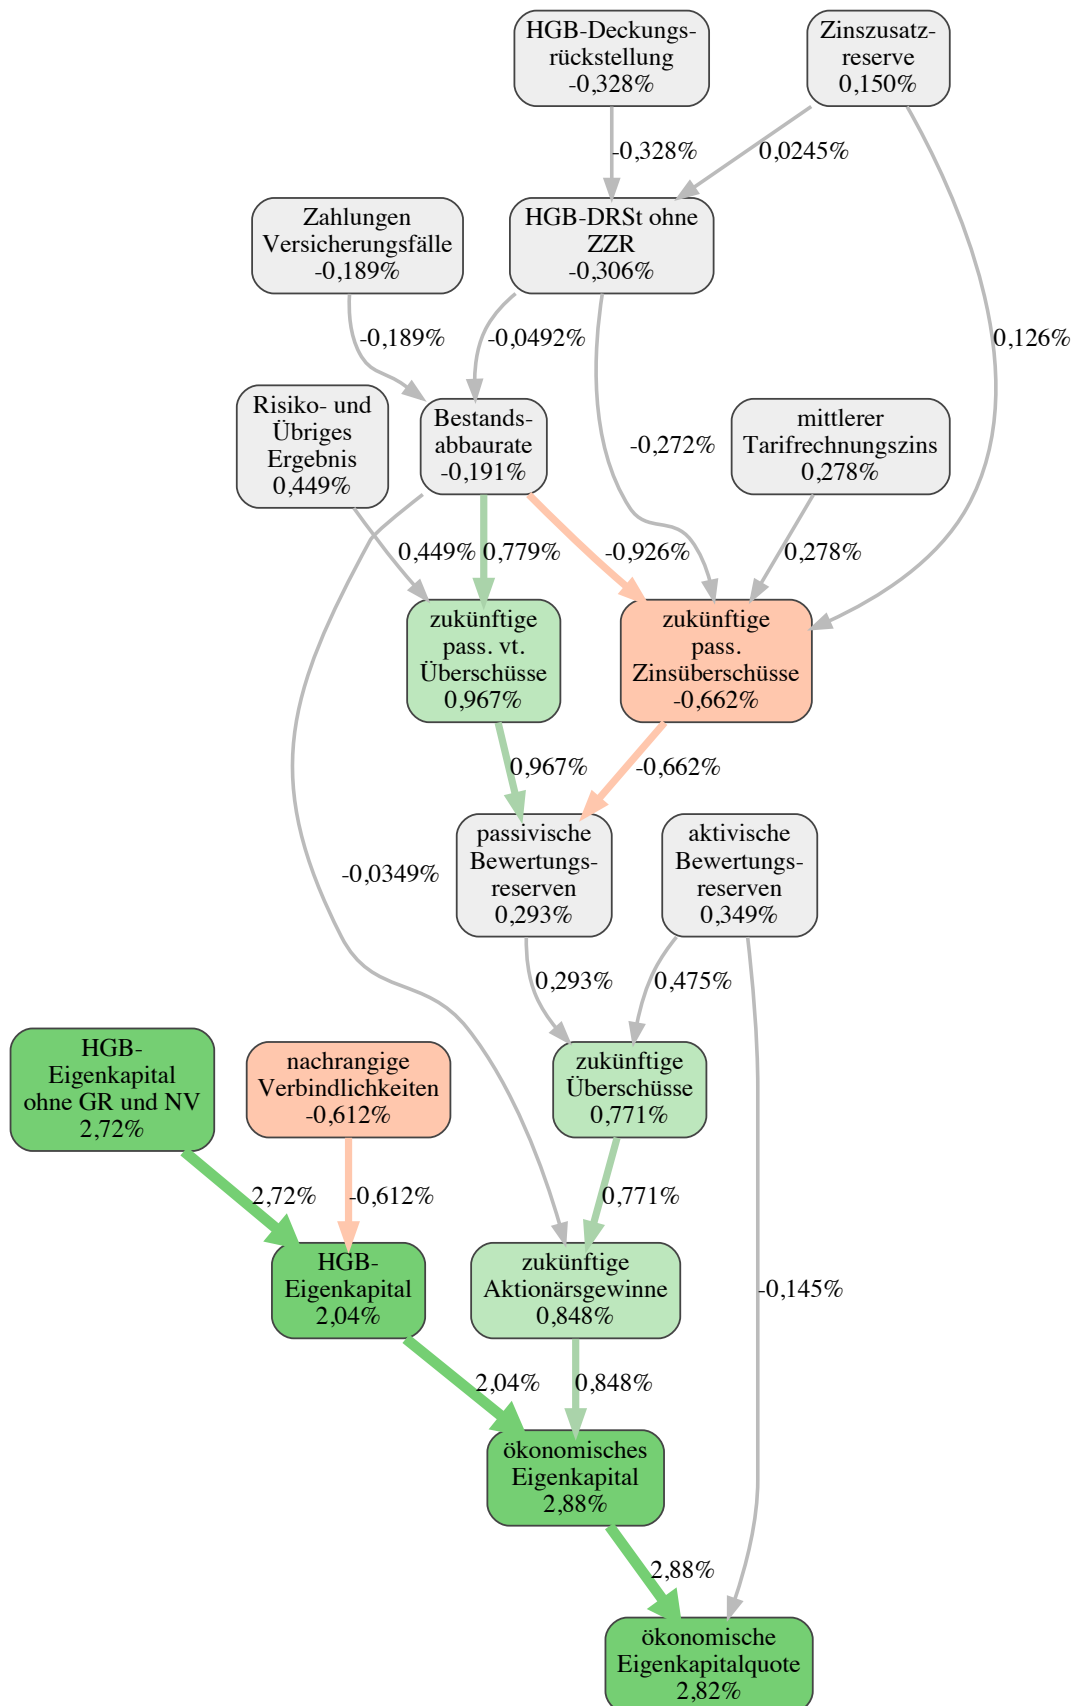 HGB-Deckungs-
rückstellung
-0,328%
Zinszusatz-
reserve
0,150%
-0,328%
0,0245%
Zahlungen
Versicherungsfälle
-0,189%
HGB-DRSt ohne
ZZR
-0,306%
-0,189%
-0,0492%
0,126%
Risiko- und
Übriges
Ergebnis
0,449%
Bestands-
abbaurate
-0,191%
-0,272%
mittlerer
Tarifrechnungszins
0,278%
0,449%
0,779%
-0,926%
0,278%
zukünftige
pass. vt.
Überschüsse
0,967%
zukünftige
pass.
Zinsüberschüsse
-0,662%
0,967%
-0,662%
-0,0349%
passivische
Bewertungs-
reserven
0,293%
aktivische
Bewertungs-
reserven
0,349%
0,293%
0,475%
HGB-
Eigenkapital
ohne GR und NV
2,72%
nachrangige
Verbindlichkeiten
-0,612%
zukünftige
Überschüsse
0,771%
2,72%
-0,612%
0,771%
HGB-
Eigenkapital
2,04%
zukünftige
Aktionärsgewinne
0,848%
-0,145%
2,04%
0,848%
ökonomisches
Eigenkapital
2,88%
2,88%
ökonomische
Eigenkapitalquote
2,82%